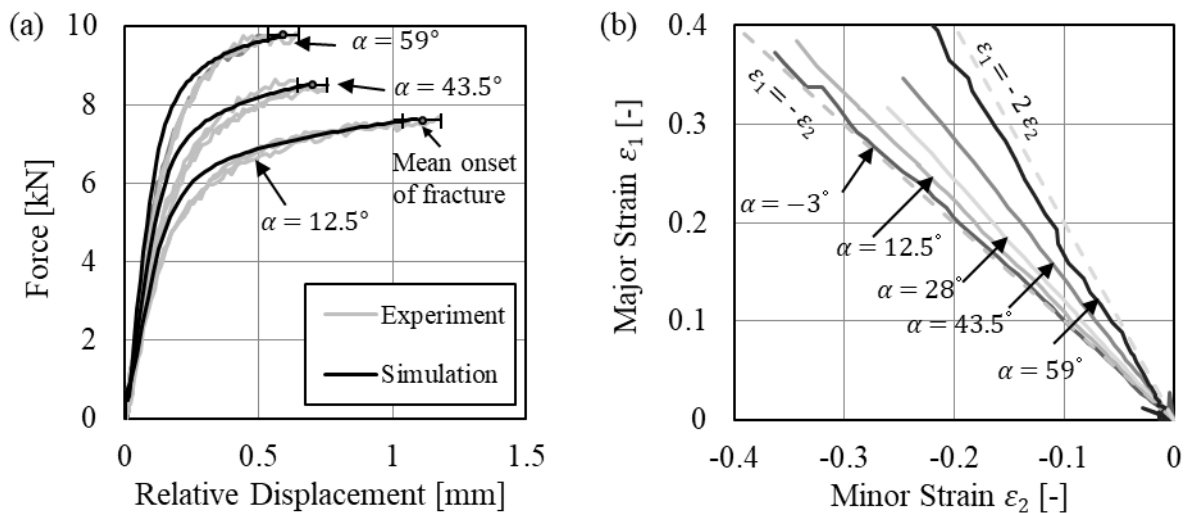 (a)
10
8
6
4
2
0
Force [kN]
α = 59°
α = 43.5°
Mean onset
of fracture
α = 12.5°
Experiment
Simulation
0
0.5
1
1.5
Relative Displacement [mm]
(b)
0.4
0.3
0.2
0.1
0
Major Strain ε₁ [-]
ε₁ = - ε₂
ε₁ = - 2 ε₂
α = −3°
α = 12.5°
α = 28°
α = 43.5°
α = 59°
-0.4
-0.3
-0.2
-0.1
0
Minor Strain ε₂ [-]